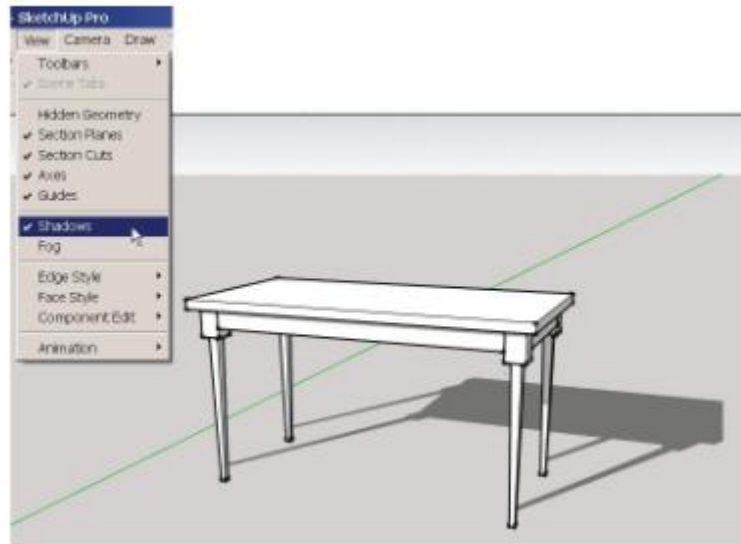 SketchUp Pro
View Camera Draw
Toolbars
Scene Tabs
Hidden Geometry
Section Planes
Section Cuts
Axes
Guides
Shadows
Fog
Edge Style
Face Style
Component Edit
Animation